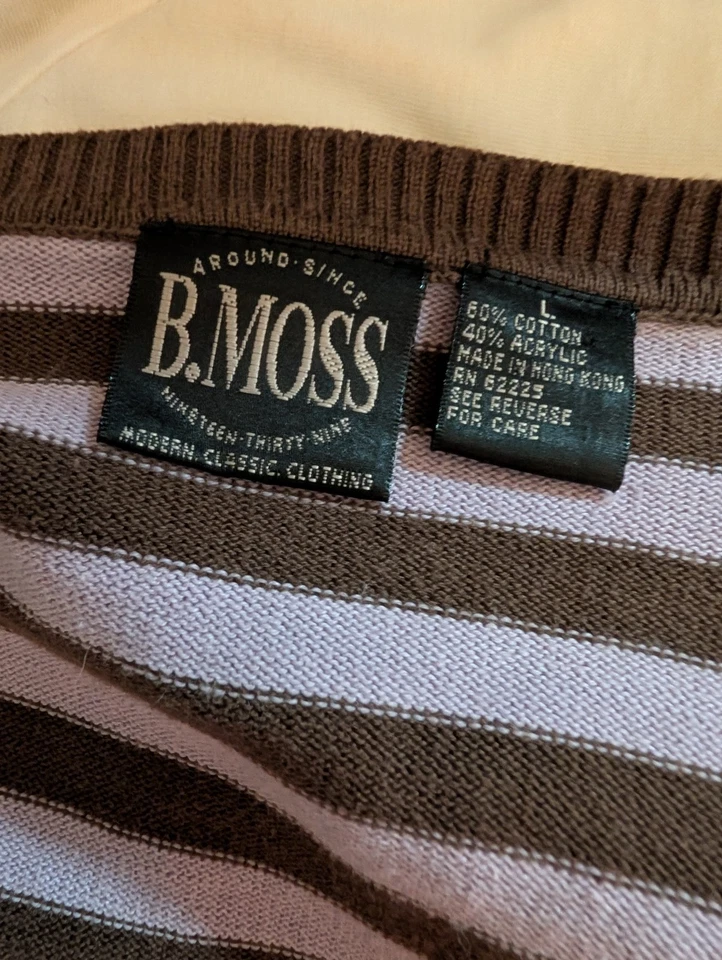 AROUND·SINCE
B.MOSS
NINETEEN·THIRTY·NINE
MODERN. CLASSIC. CLOTHING
L
60% COTTON
40% ACRYLIC
MADE IN HONG KONG
RN 62225
SEE REVERSE
FOR CARE